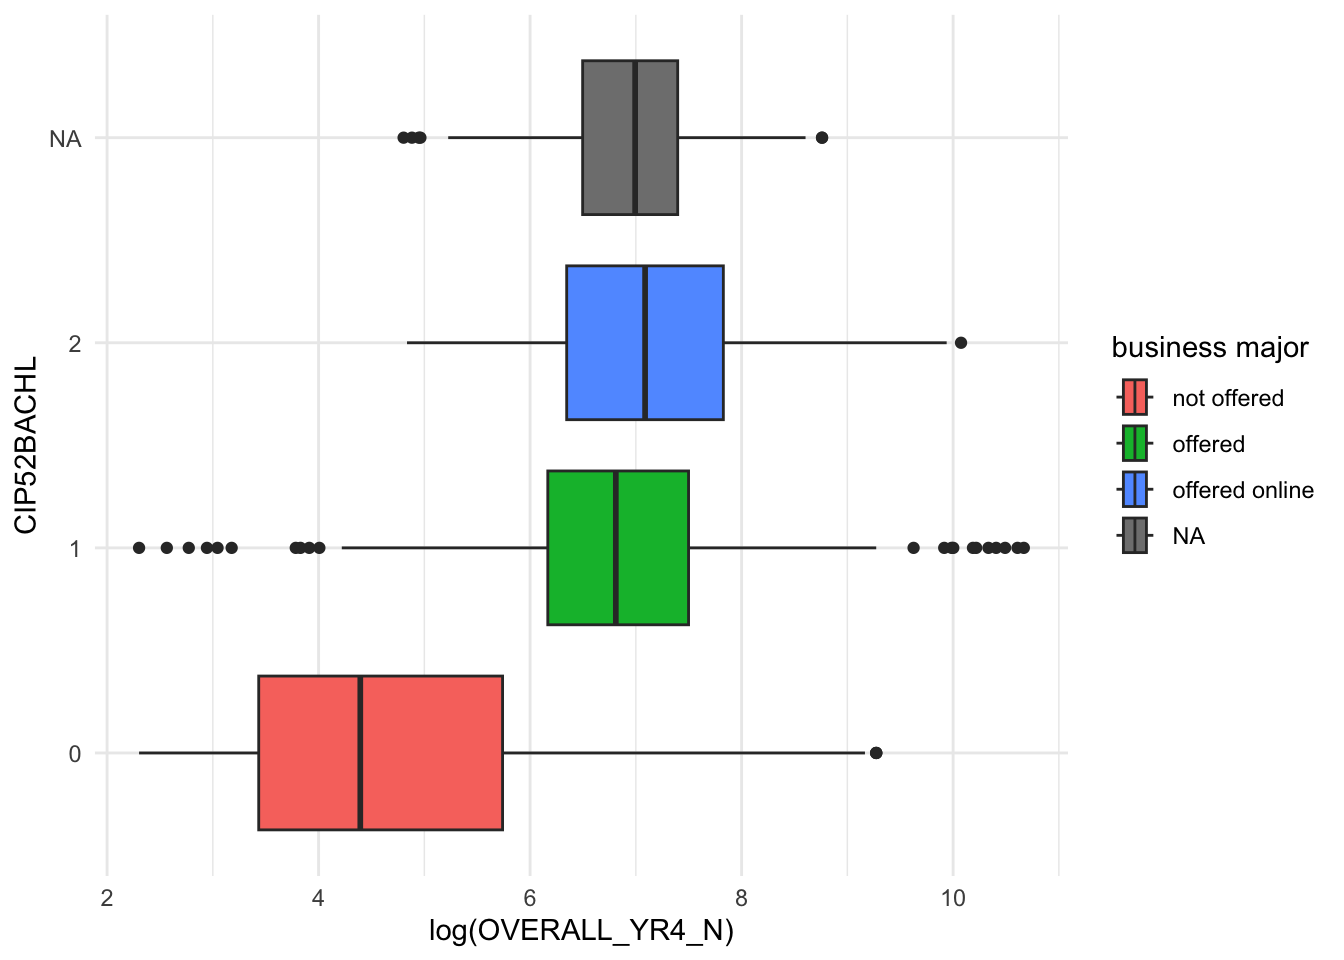 NA
2
1
0
CIP52BACHL
2 4 6 8 10
log(OVERALL_YR4_N)
business major
not offered
offered
offered online
NA